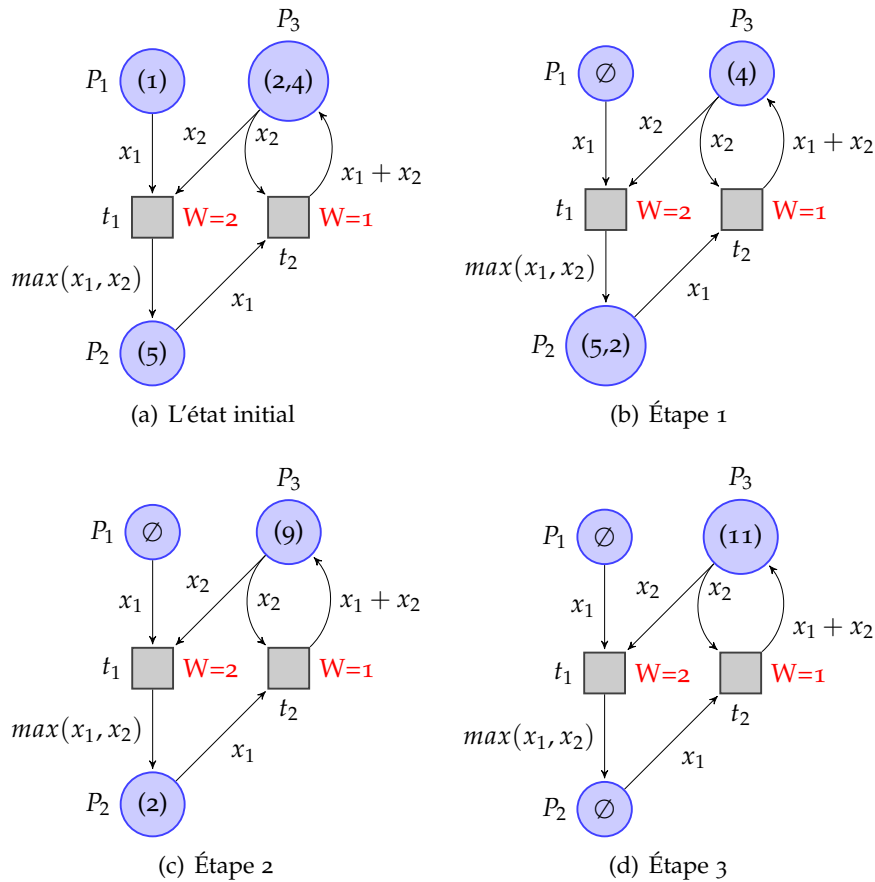 P3
P1 (1) (2,4)
x1 x2 x2 x1 + x2
t1 W=2 W=1
t2
max(x1, x2) x1
P2 (5)
(a) L'état initial
P3
P1 ∅ (4)
x1 x2 x2 x1 + x2
t1 W=2 W=1
t2
max(x1, x2) x1
P2 (5,2)
(b) Étape 1
P3
P1 ∅ (9)
x1 x2 x2 x1 + x2
t1 W=2 W=1
t2
max(x1, x2) x1
P2 (2)
(c) Étape 2
P3
P1 ∅ (11)
x1 x2 x2 x1 + x2
t1 W=2 W=1
t2
max(x1, x2) x1
P2 ∅
(d) Étape 3